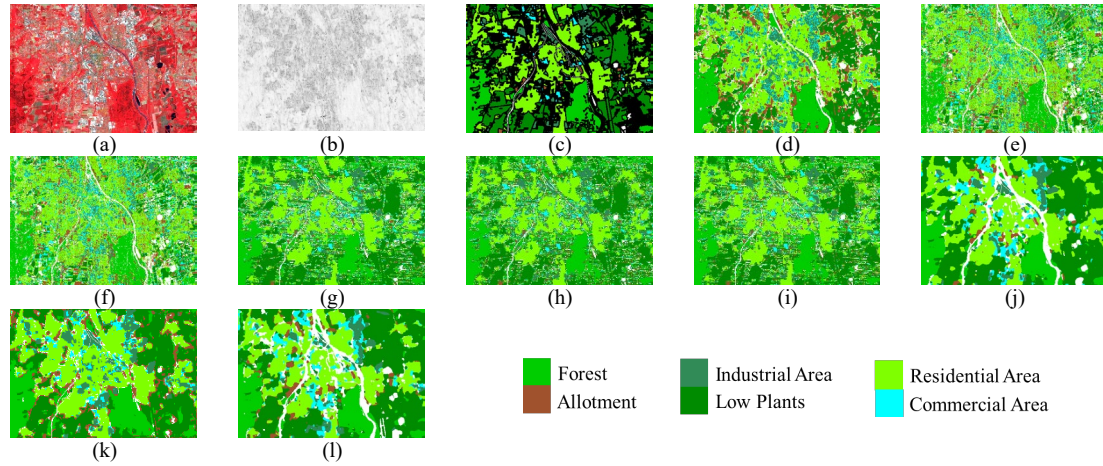 (a) (b) (c) (d) (e)
(f) (g) (h) (i) (j)
Forest Industrial Area Residential Area
Allotment Low Plants Commercial Area
(k) (l)